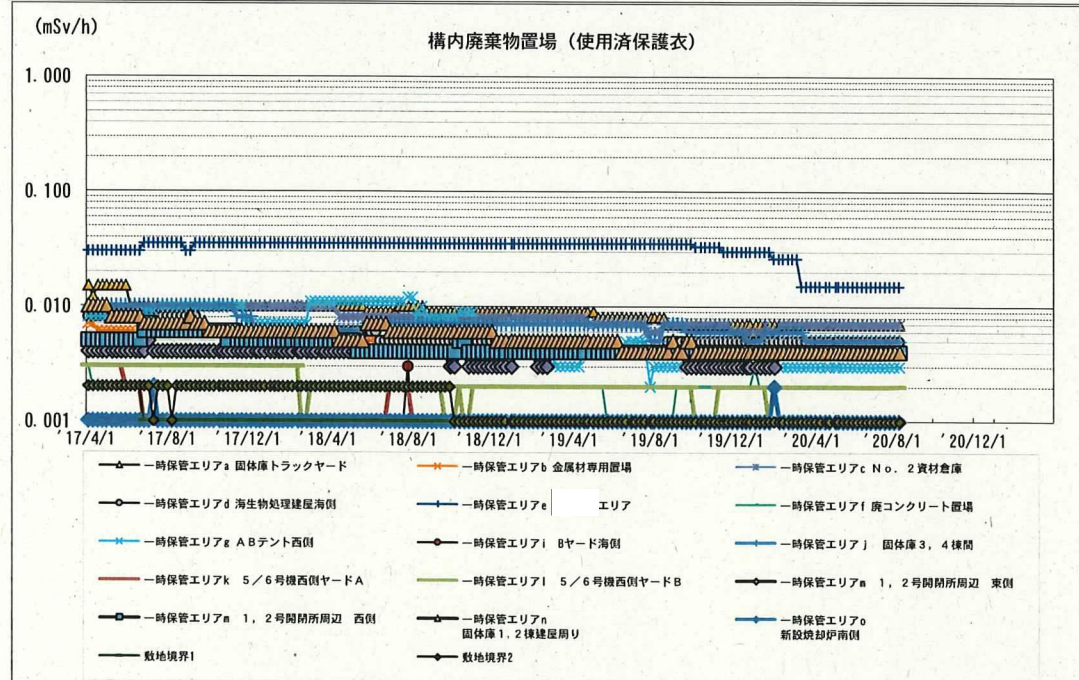 (mSv/h)
構内廃棄物置場（使用済保護衣）
1.000
0.100
0.010
0.001
'17/4/1 '17/8/1 '17/12/1 '18/4/1 '18/8/1 '18/12/1 '19/4/1 '19/8/1 '19/12/1 '20/4/1 '20/8/1 '20/12/1
一時保管エリアa 固体庫トラックヤード
一時保管エリアb 金属材専用置場
一時保管エリアc No．2資材倉庫
一時保管エリアd 海生物処理建屋海側
一時保管エリアe エリア
一時保管エリアf 廃コンクリート置場
一時保管エリアg ABテント西側
一時保管エリアi Bヤード海側
一時保管エリアj 固体庫3，4棟間
一時保管エリアk 5／6号機西側ヤードA
一時保管エリアl 5／6号機西側ヤードB
一時保管エリアm 1，2号開閉所周辺 東側
一時保管エリアm 1，2号開閉所周辺 西側
一時保管エリアn
固体庫1,2棟建屋周り
一時保管エリアo
新設焼却炉南側
敷地境界1
敷地境界2